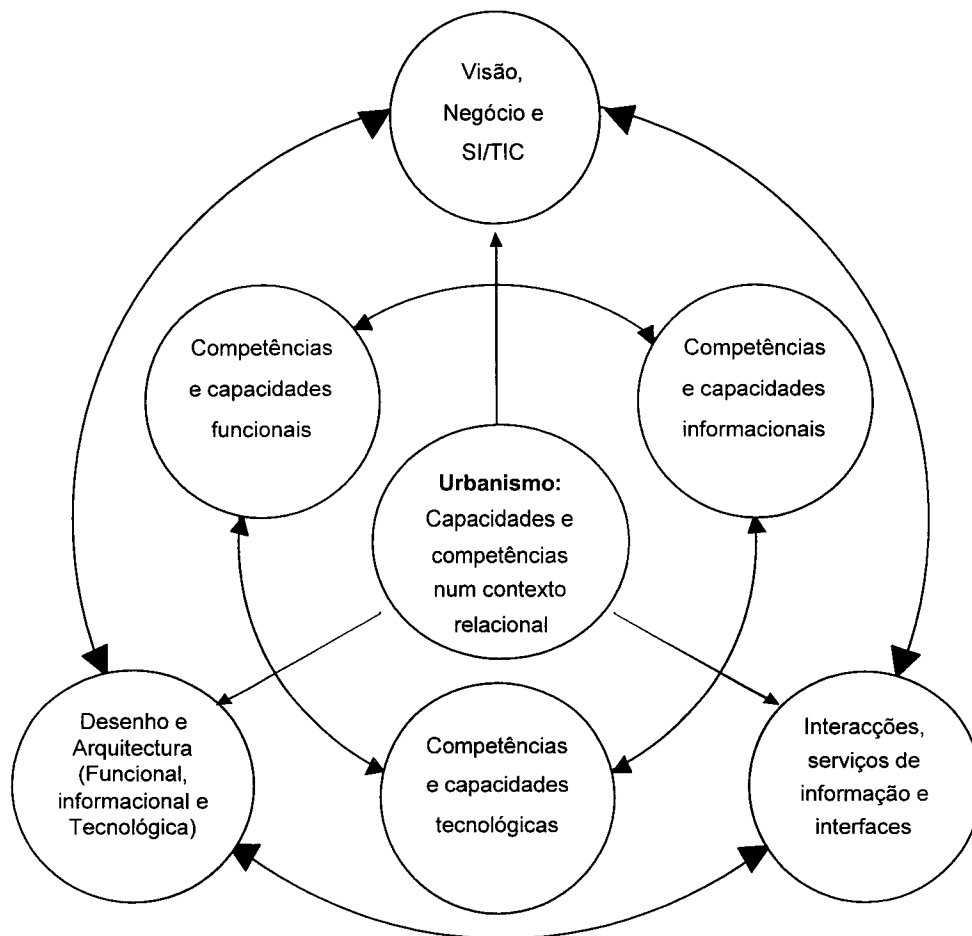 Visão,
Negócio e
SI/TIC
Competências
e capacidades
funcionais
Competências
e capacidades
informacionais
Urbanismo:
Capacidades e
competências
num contexto
relacional
Desenho e
Arquitectura
(Funcional,
informacional e
Tecnológica)
Competências
e capacidades
tecnológicas
Interacções,
serviços de
informação e
interfaces